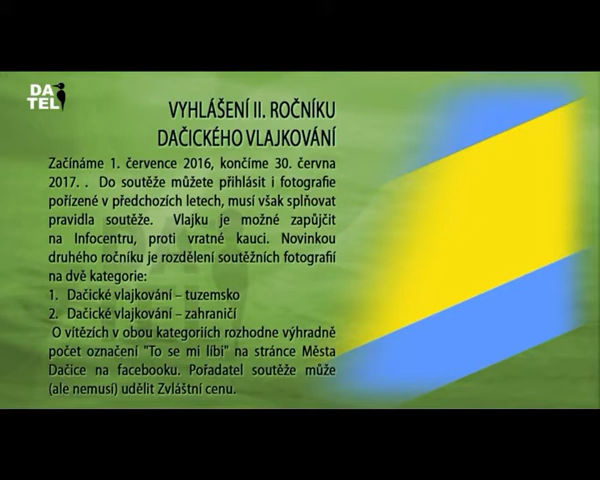 DA
TEL
VYHLÁŠENÍ II. ROČNÍKU
DAČICKÉHO VLAJKOVÁNÍ
Začínáme 1. července 2016, končíme 30. června
2017. . Do soutěže můžete přihlásit i fotografie
pořízené v předchozích letech, musí však splňovat
pravidla soutěže. Vlajku je možné zapůjčit
na Infocentru, proti vratné kauci. Novinkou
druhého ročníku je rozdělení soutěžních fotografií
na dvě kategorie:
1. Dačické vlajkování – tuzemsko
2. Dačické vlajkování – zahraničí
O vítězích v obou kategoriích rozhodne výhradně
počet označení "To se mi líbi" na stránce Města
Dačice na facebooku. Pořadatel soutěže může
(ale nemusí) udělit Zvláštní cenu.